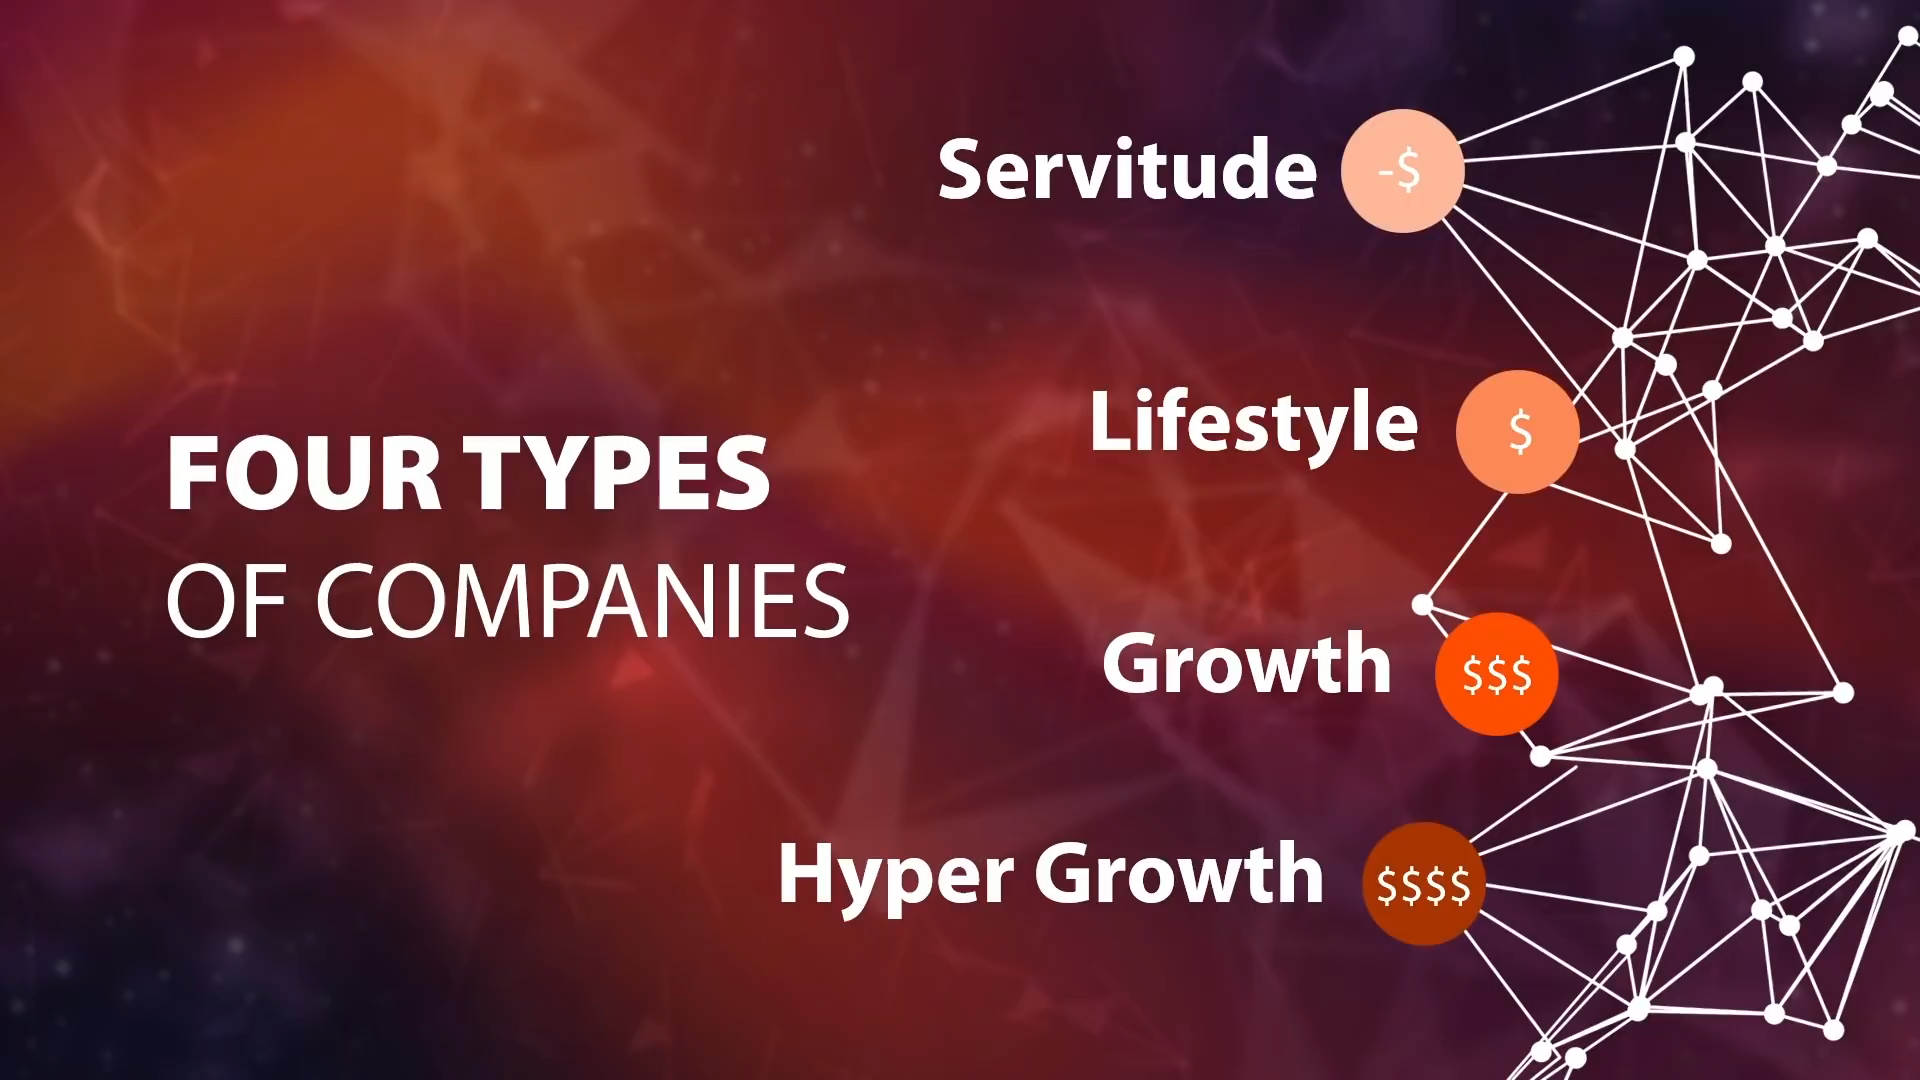 FOUR TYPES
OF COMPANIES
Servitude -$
Lifestyle $
Growth $$$
Hyper Growth $$$$